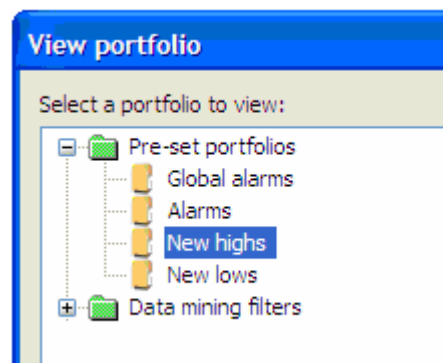 View portfolio
Select a portfolio to view:
Pre-set portfolios
Global alarms
Alarms
New highs
New lows
Data mining filters